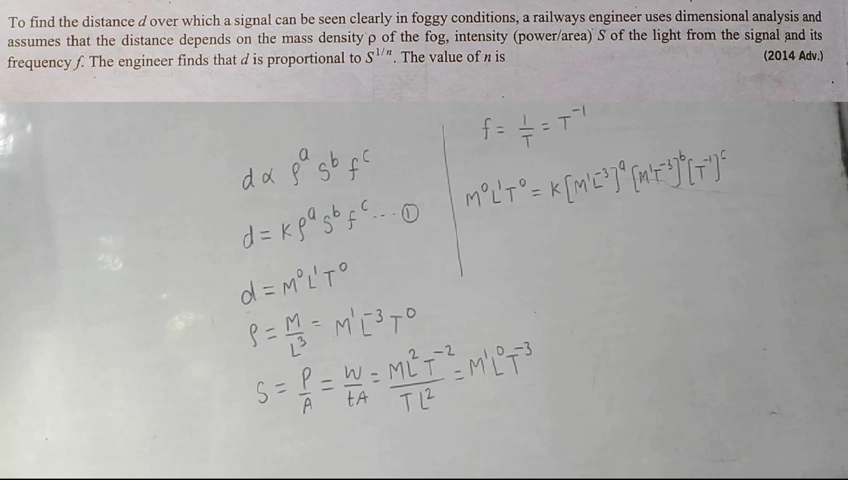 To find the distance d over which a signal can be seen clearly in foggy conditions, a railways engineer uses dimensional analysis and
assumes that the distance depends on the mass density ρ of the fog, intensity (power/area) S of the light from the signal and its
frequency f. The engineer finds that d is proportional to S^{1/n}. The value of n is (2014 Adv.)
d ∝ ρ^a S^b f^c
d = K ρ^a S^b f^c ... ①
d = M^0 L^1 T^0
ρ = M/L^3 = M^1 L^{-3} T^0
S = P/A = W/tA = ML^2T^{-2}/TL^2 = M^1 L^0 T^{-3}
f = 1/T = T^{-1}
M^0 L^1 T^0 = K [M^1 L^{-3}]^a [M^1 T^{-3}]^b [T^{-1}]^c